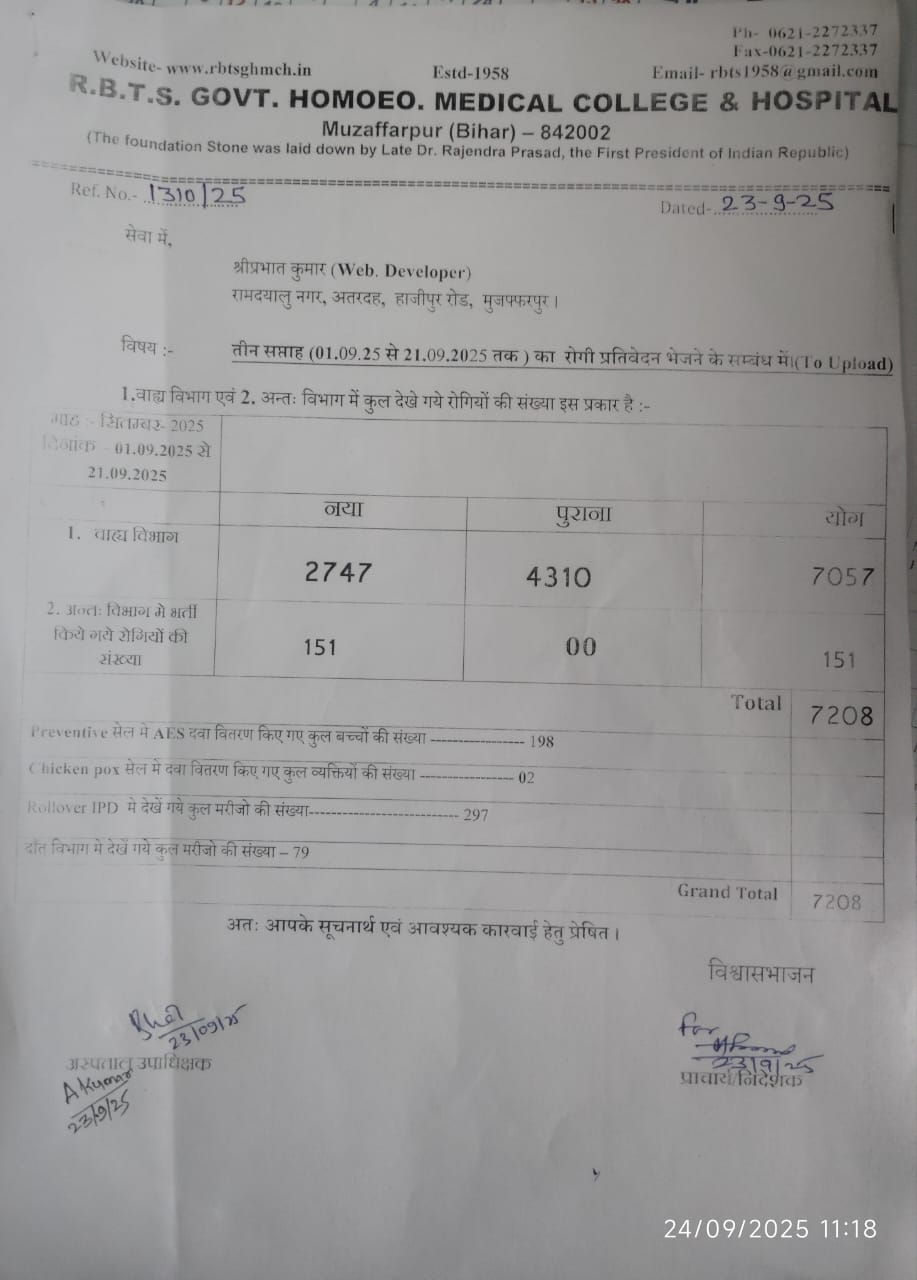 Ph- 0621-2272337
Fax-0621-2272337
Website- www.rbtsghmch.in Estd-1958 Email- rbts1958@gmail.com
R.B.T.S. GOVT. HOMOEO. MEDICAL COLLEGE & HOSPITAL
Muzaffarpur (Bihar) – 842002
(The foundation Stone was laid down by Late Dr. Rajendra Prasad, the First President of Indian Republic)
Ref. No.- 1310/25 Dated- 23-9-25
सेवा में,
श्रीप्रभात कुमार (Web. Developer)
रामदयालु नगर, अतरदह, हाजीपुर रोड, मुजफ्फरपुर ।
विषय :- तीन सप्ताह (01.09.25 से 21.09.2025 तक ) का रोगी प्रतिवेदन भेजने के सम्बंध में।(To Upload)
1.वाह्य विभाग एवं 2. अन्तः विभाग में कुल देखे गये रोगियों की संख्या इस प्रकार है :-
माह :- सितम्बर- 2025
दिनांक - 01.09.2025 से
21.09.2025
नया पुराना योग
1. वाह्य विभाग 2747 4310 7057
2. अन्तः विभाग मे भर्ती
किये गये रोगियों की
संख्या 151 00 151
Total 7208
Preventive सेल मे AES दवा वितरण किए गए कुल बच्चों की संख्या ------------------ 198
Chicken pox सेल मे दवा वितरण किए गए कुल व्यक्तियों की संख्या ------------------ 02
Rollover IPD मे देखें गये कुल मरीजो की संख्या----------------------------- 297
दाँत विभाग मे देखें गये कुल मरीजो की संख्या – 79
Grand Total 7208
अतः आपके सूचनार्थ एवं आवश्यक कारवाई हेतु प्रेषित ।
विश्वासभाजन
23/09/25
for
23/9/25
अस्पताल उपाधिक्षक
प्राचार्य/निदेशक
A Kumar
23/9/25
24/09/2025 11:18